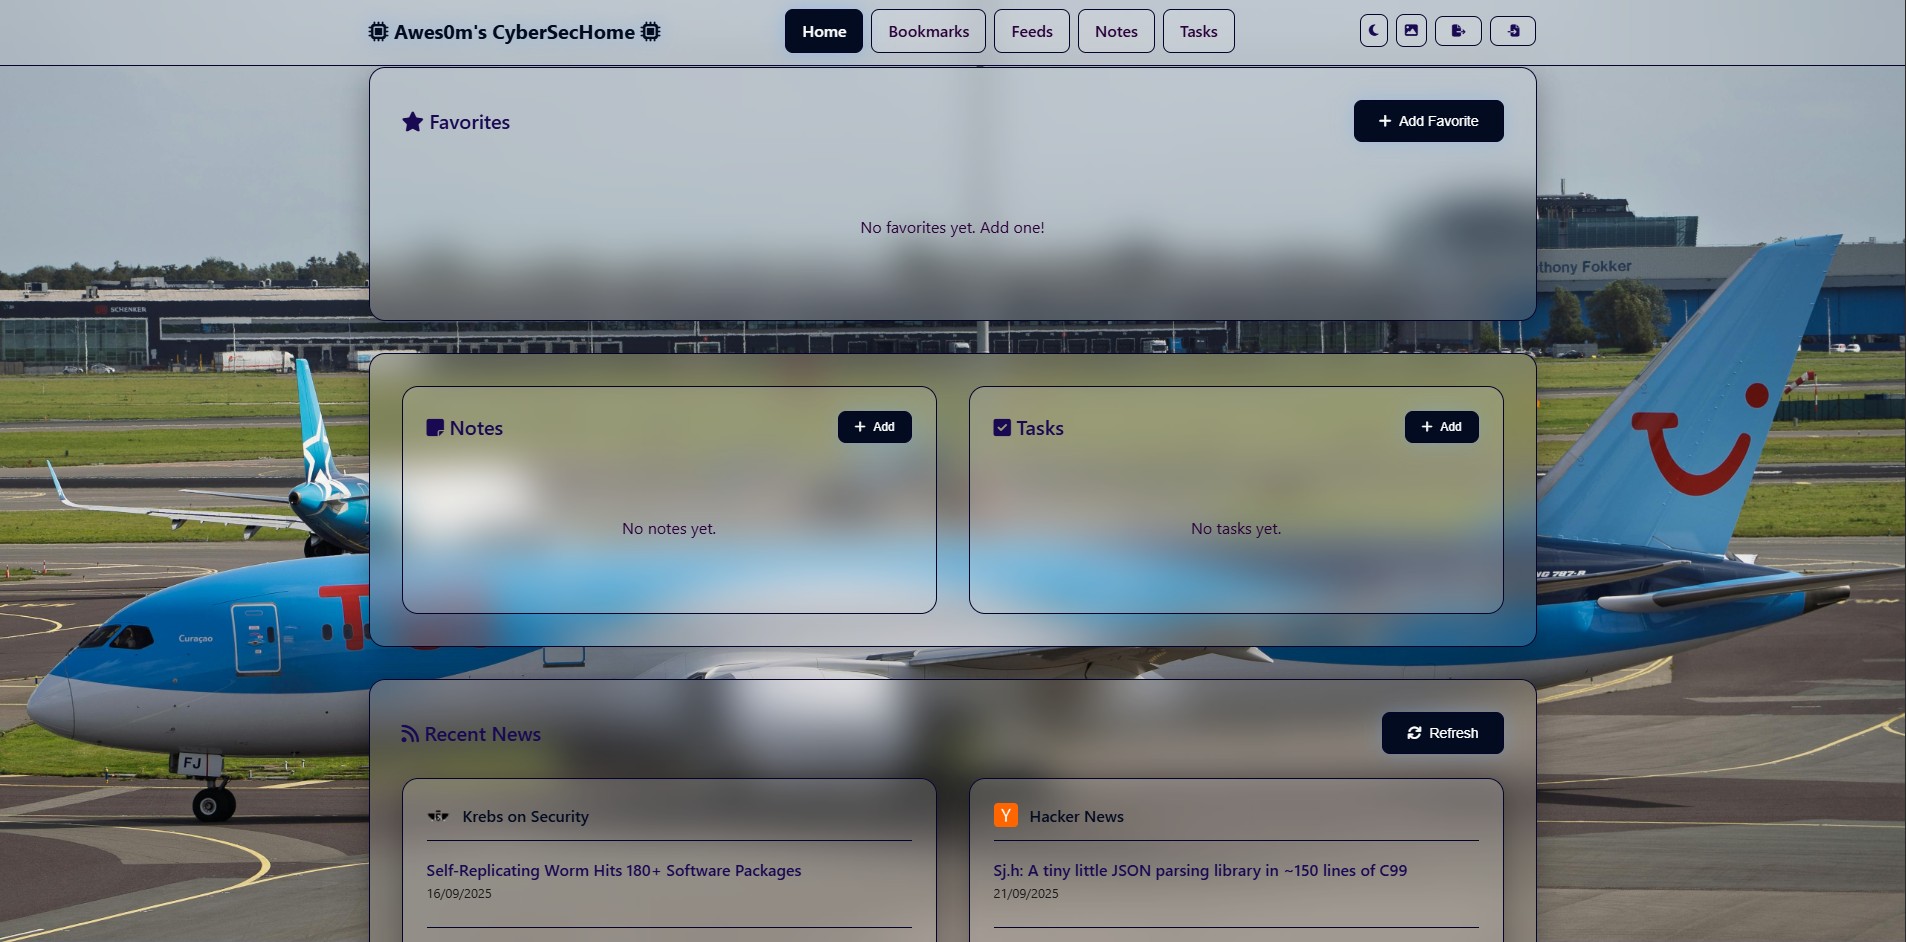 Awes0m's CyberSecHome
Home
Bookmarks
Feeds
Notes
Tasks
Favorites
Add Favorite
No favorites yet. Add one!
SCHENKER
thony Fokker
Notes
Add
No notes yet.
Tasks
Add
No tasks yet.
Curaçao
FJ
Recent News
Refresh
Krebs on Security
Self-Replicating Worm Hits 180+ Software Packages
16/09/2025
Y
Hacker News
Sj.h: A tiny little JSON parsing library in ~150 lines of C99
21/09/2025